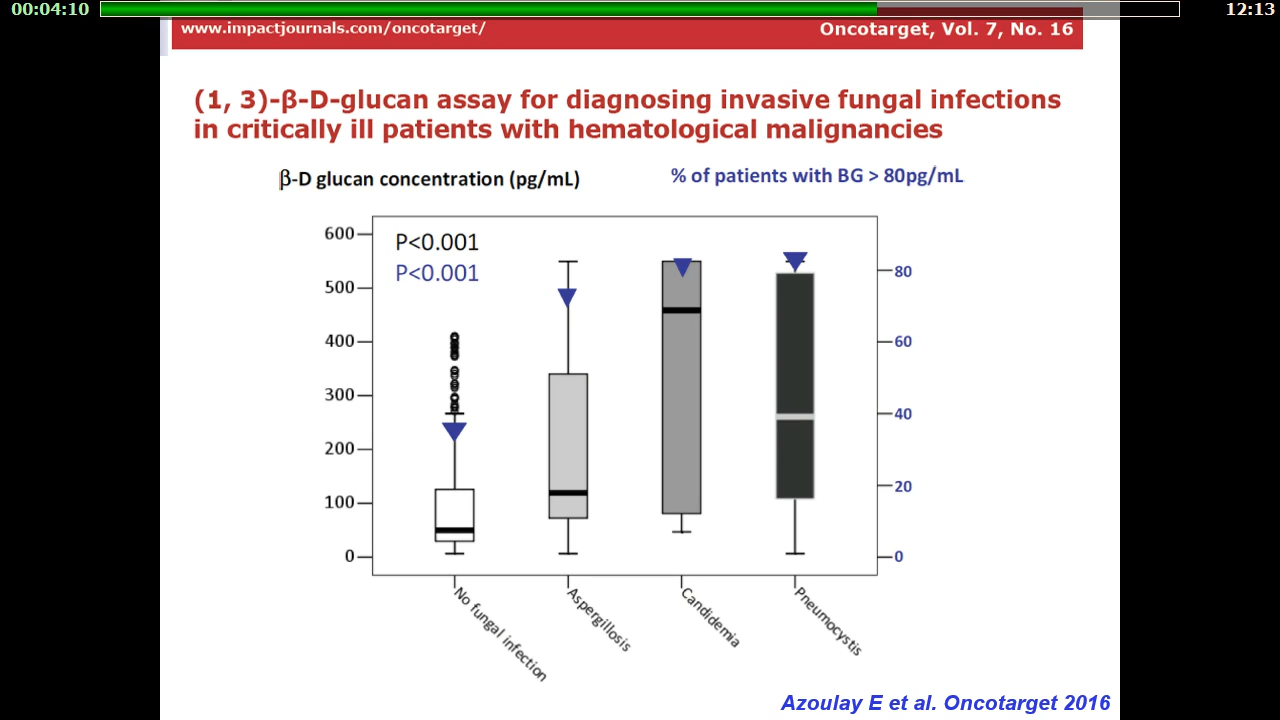 00:04:10
12:13
www.impactjournals.com/oncotarget/
Oncotarget, Vol. 7, No. 16
(1, 3)-β-D-glucan assay for diagnosing invasive fungal infections
in critically ill patients with hematological malignancies
β-D glucan concentration (pg/mL)
% of patients with BG > 80pg/mL
P<0.001
P<0.001
600
500
400
300
200
100
0
80
60
40
20
0
No fungal infection
Aspergillosis
Candidemia
Pneumocystis
Azoulay E et al. Oncotarget 2016